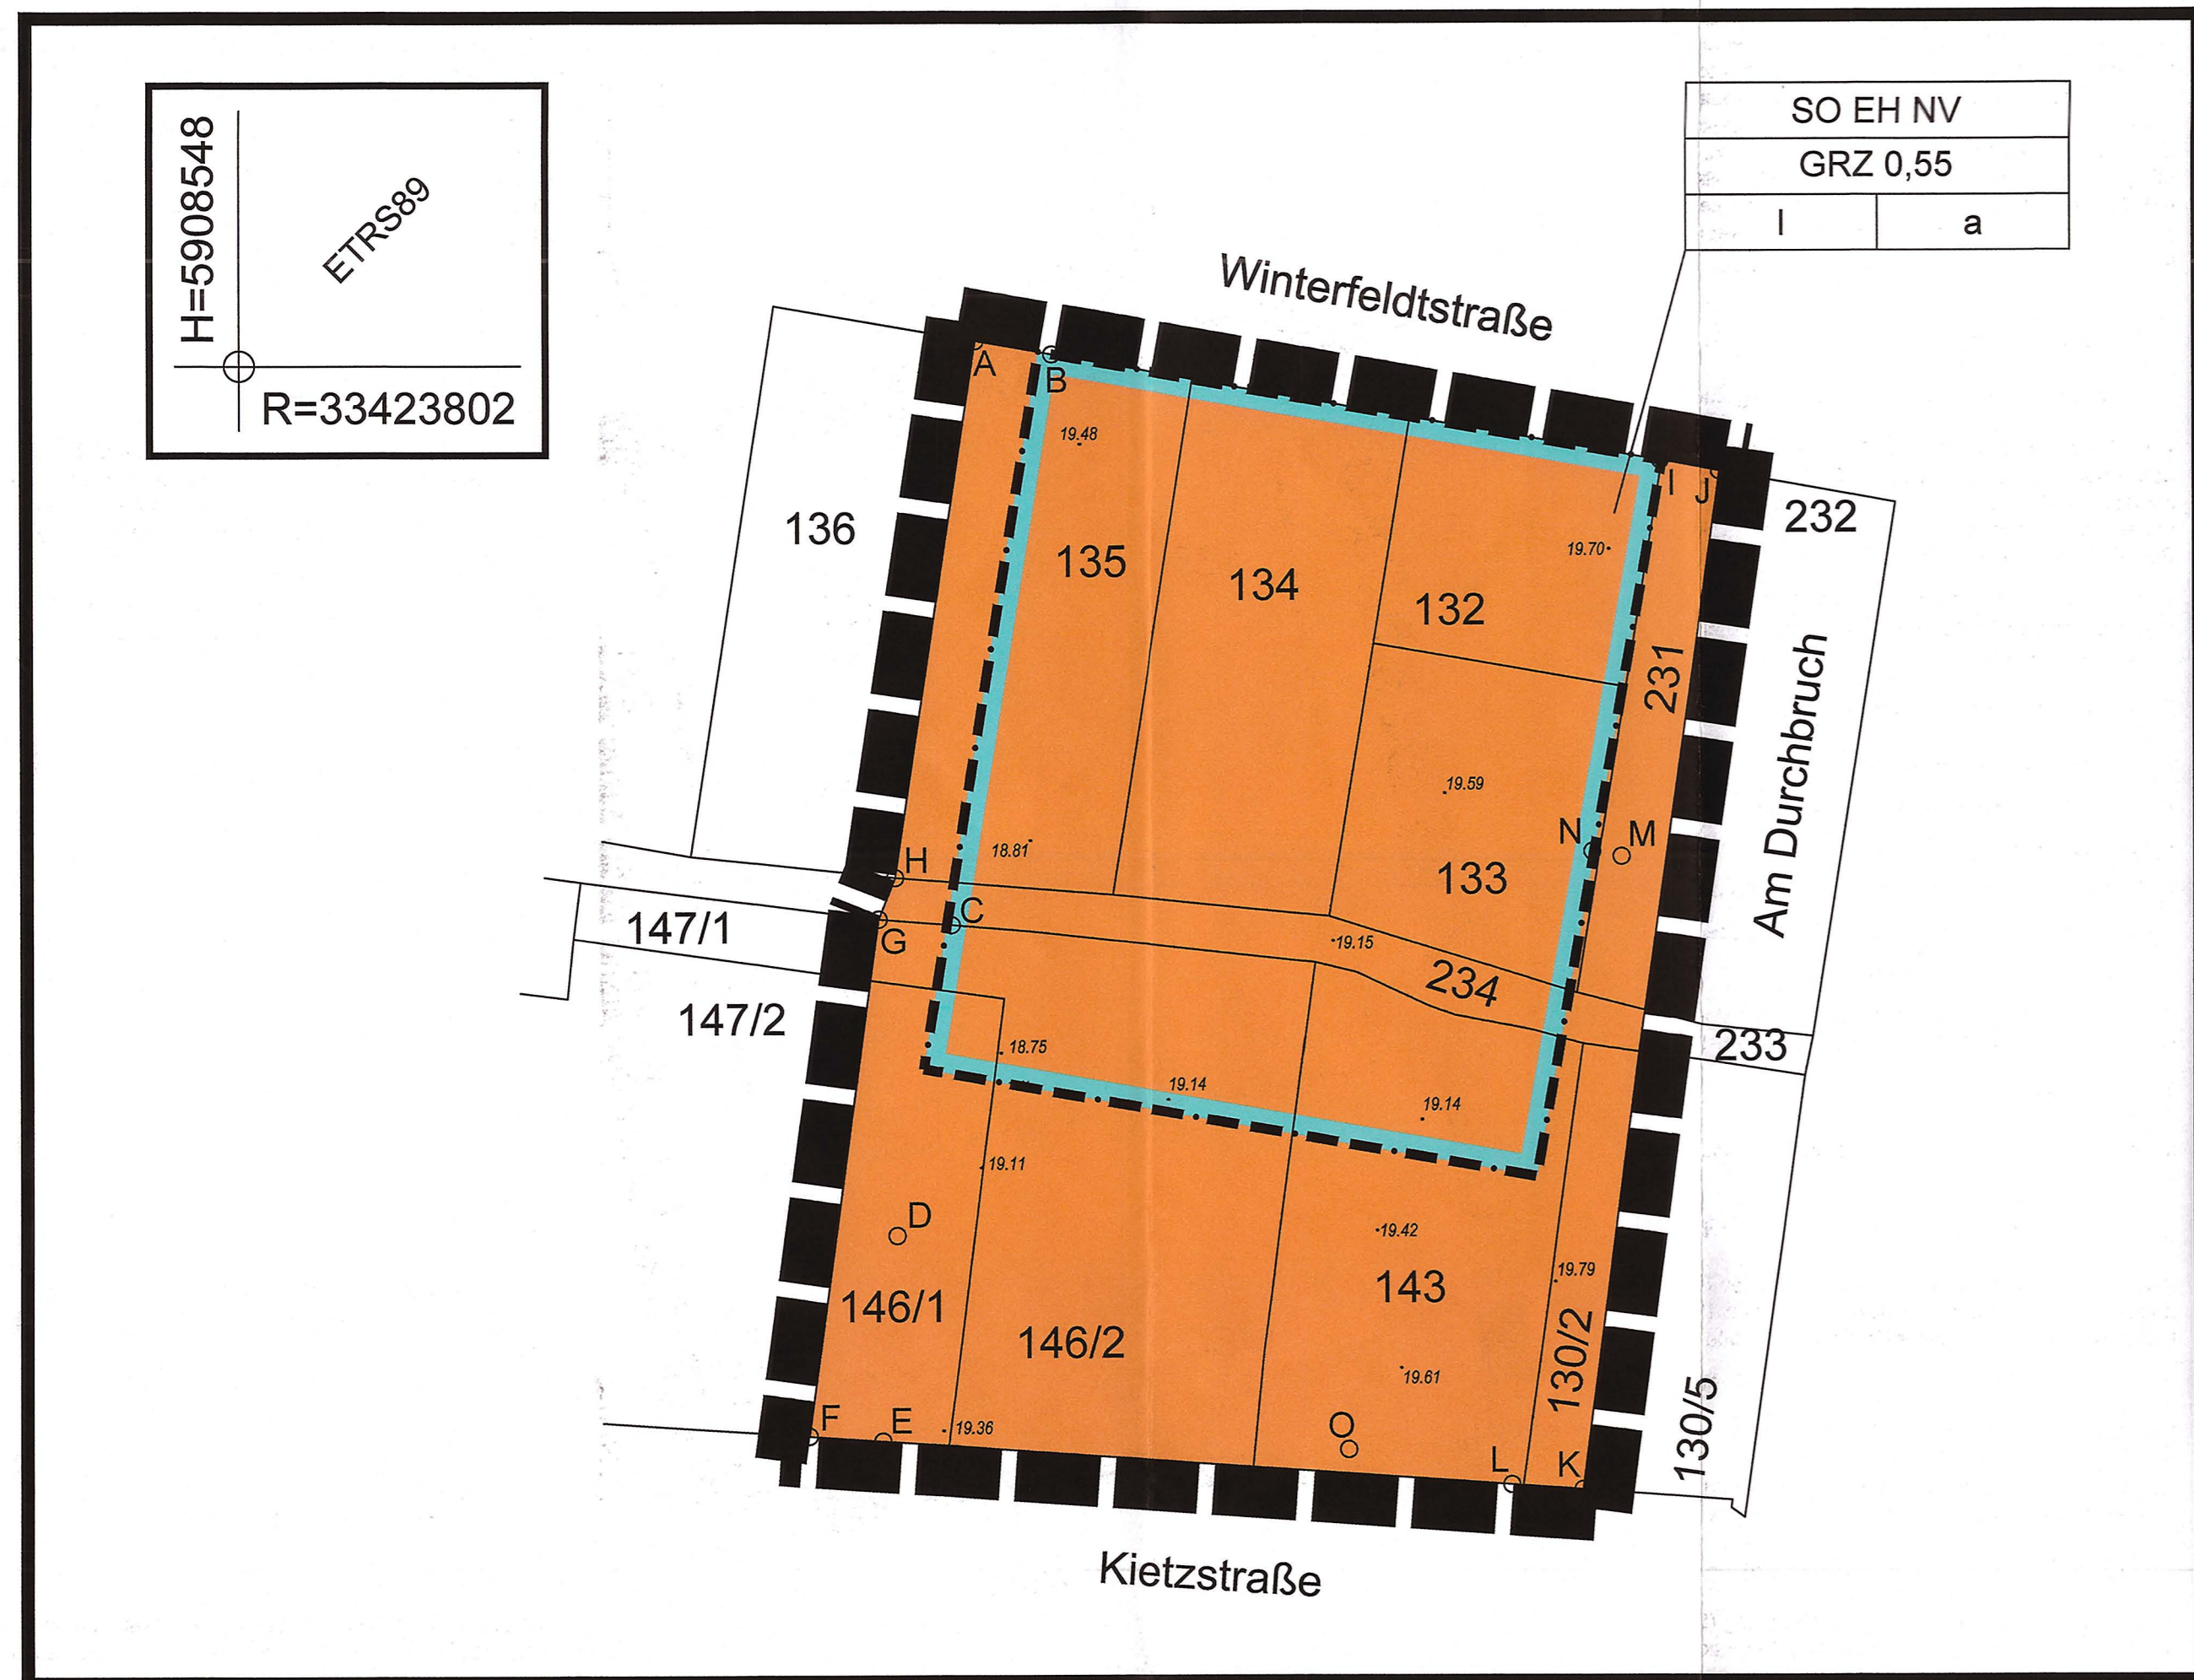 H=5908548
ETRS89
R=33423802
SO EH NV
GRZ 0,55
I
a
Winterfeldtstraße
A
B
I
J
19.48
136
135
134
132
19.70
232
231
Am Durchbruch
19.59
N
M
18.81
H
133
C
147/1
G
19.15
234
147/2
233
18.75
19.14
19.14
19.11
D
19.42
19.79
146/1
143
146/2
130/2
19.61
130/5
F
E
19.36
O
L
K
Kietzstraße